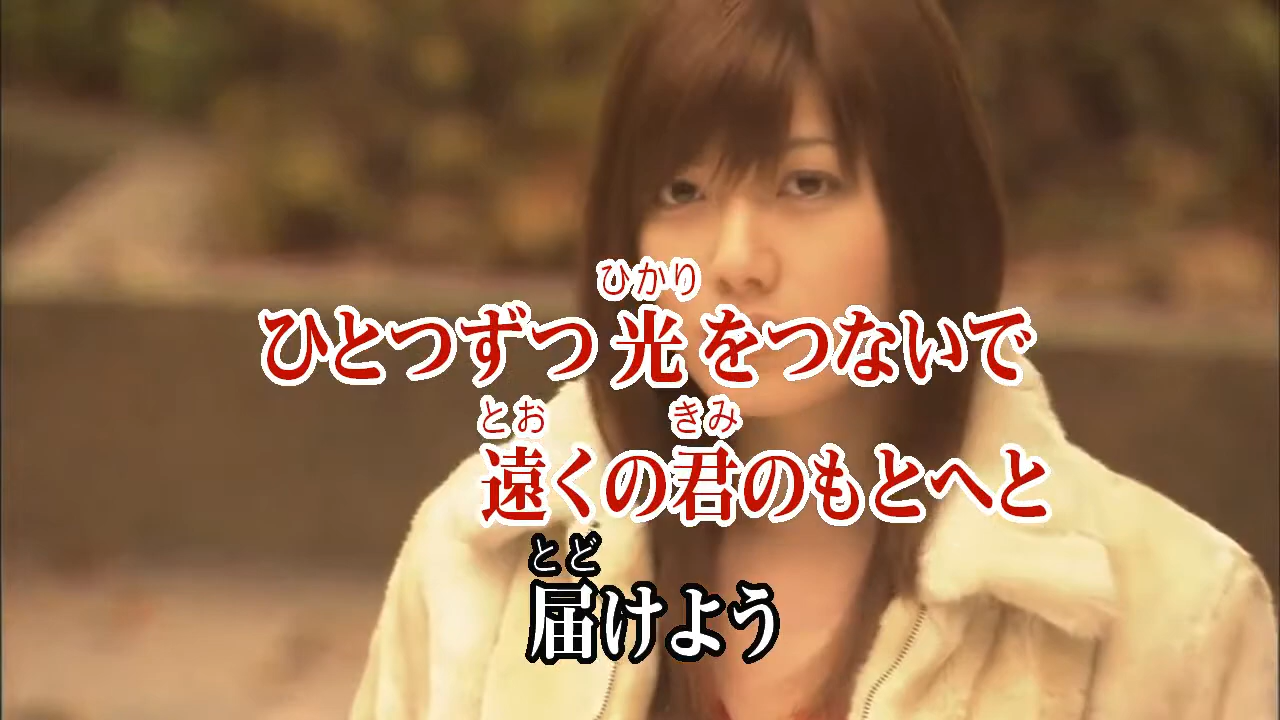 ひかり
ひとつずつ光をつないで
とお きみ
遠くの君のもとへと
とど
届けよう